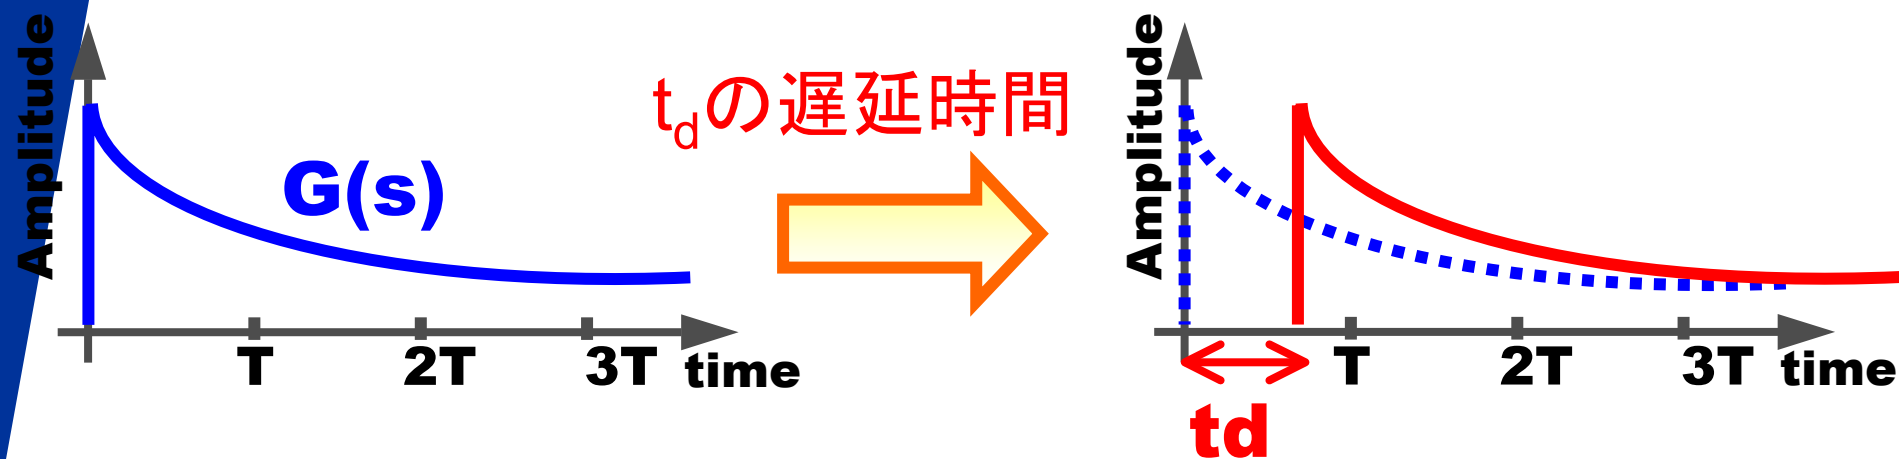 Amplitude
G(s)
T 2T 3T time
tdの遅延時間
Amplitude
T 2T 3T time
td